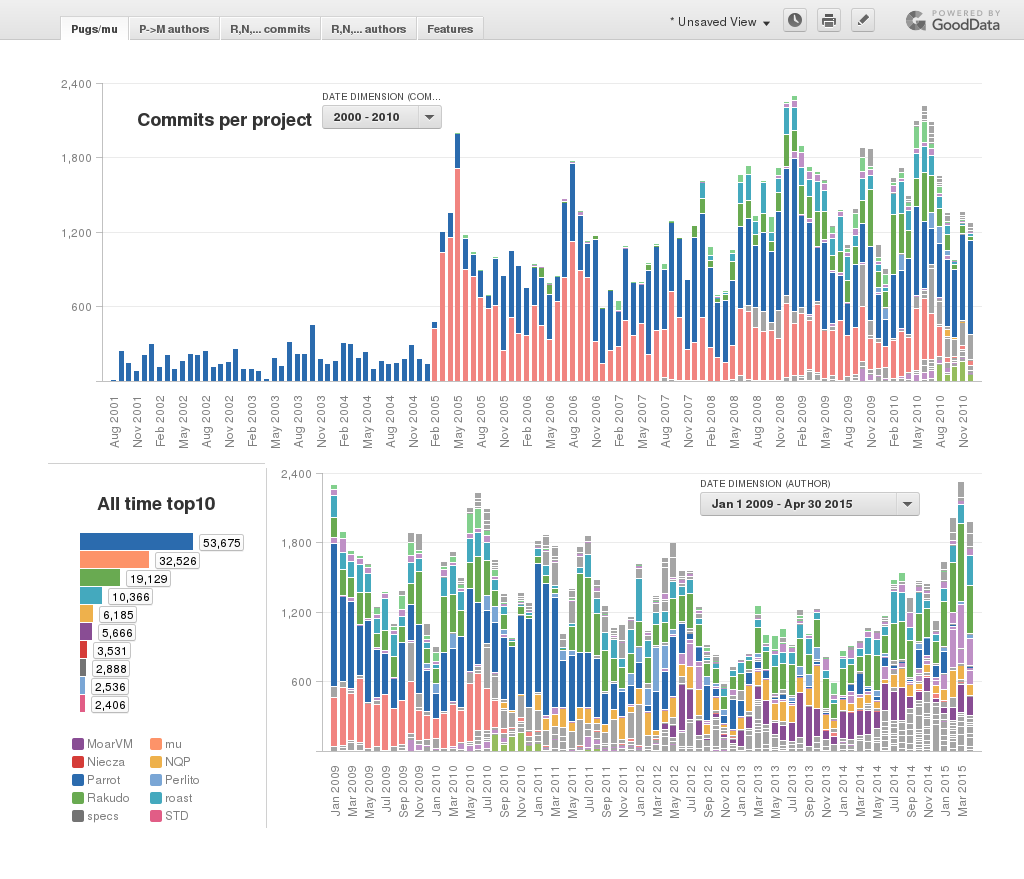 Pugs/mu
P->M authors
R,N,... commits
R,N,... authors
Features
* Unsaved View
POWERED BY
GoodData
Commits per project
DATE DIMENSION (COM...
2000 - 2010
2,400
1,800
1,200
600
Aug 2001
Nov 2001
Feb 2002
May 2002
Aug 2002
Nov 2002
Feb 2003
May 2003
Aug 2003
Nov 2003
Feb 2004
May 2004
Aug 2004
Nov 2004
Feb 2005
May 2005
Aug 2005
Nov 2005
Feb 2006
May 2006
Aug 2006
Nov 2006
Feb 2007
May 2007
Aug 2007
Nov 2007
Feb 2008
May 2008
Aug 2008
Nov 2008
Feb 2009
May 2009
Aug 2009
Nov 2009
Feb 2010
May 2010
Aug 2010
Nov 2010
All time top10
53,675
32,526
19,129
10,366
6,185
5,666
3,531
2,888
2,536
2,406
MoarVM
mu
Niecza
NQP
Parrot
Perlito
Rakudo
roast
specs
STD
DATE DIMENSION (AUTHOR)
Jan 1 2009 - Apr 30 2015
2,400
1,800
1,200
600
Jan 2009
Mar 2009
May 2009
Jul 2009
Sep 2009
Nov 2009
Jan 2010
Mar 2010
May 2010
Jul 2010
Sep 2010
Nov 2010
Jan 2011
Mar 2011
May 2011
Jul 2011
Sep 2011
Nov 2011
Jan 2012
Mar 2012
May 2012
Jul 2012
Sep 2012
Nov 2012
Jan 2013
Mar 2013
May 2013
Jul 2013
Sep 2013
Nov 2013
Jan 2014
Mar 2014
May 2014
Jul 2014
Sep 2014
Nov 2014
Jan 2015
Mar 2015